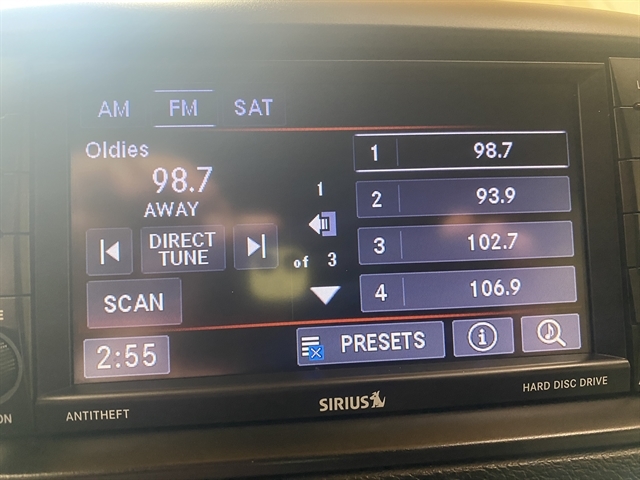 AM FM SAT
Oldies
98.7
AWAY
DIRECT
TUNE
SCAN
2:55
1
of 3
1 98.7
2 93.9
3 102.7
4 106.9
PRESETS
ANTITHEFT
SIRIUS
HARD DISC DRIVE
ON